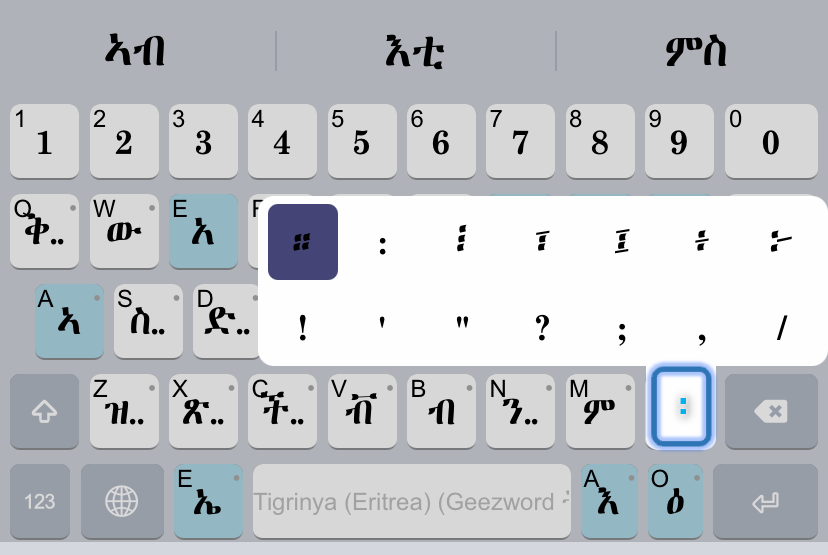 ኣብ እቲ ምስ
1 1 2 2 3 3 4 4 5 5 6 6 7 7 8 8 9 9 0 0
Q ቅ.. W ው E አ
። : ፧ ፣ ፤ ÷ ፦
A ኣ S ስ.. D ድ..
! ' " ? ; , /
Z ዝ.. X ጽ.. C ች.. V ቭ B ብ N ን.. M ም ፡
123 E ኤ Tigrinya (Eritrea) (Geezword A እ O ዕ